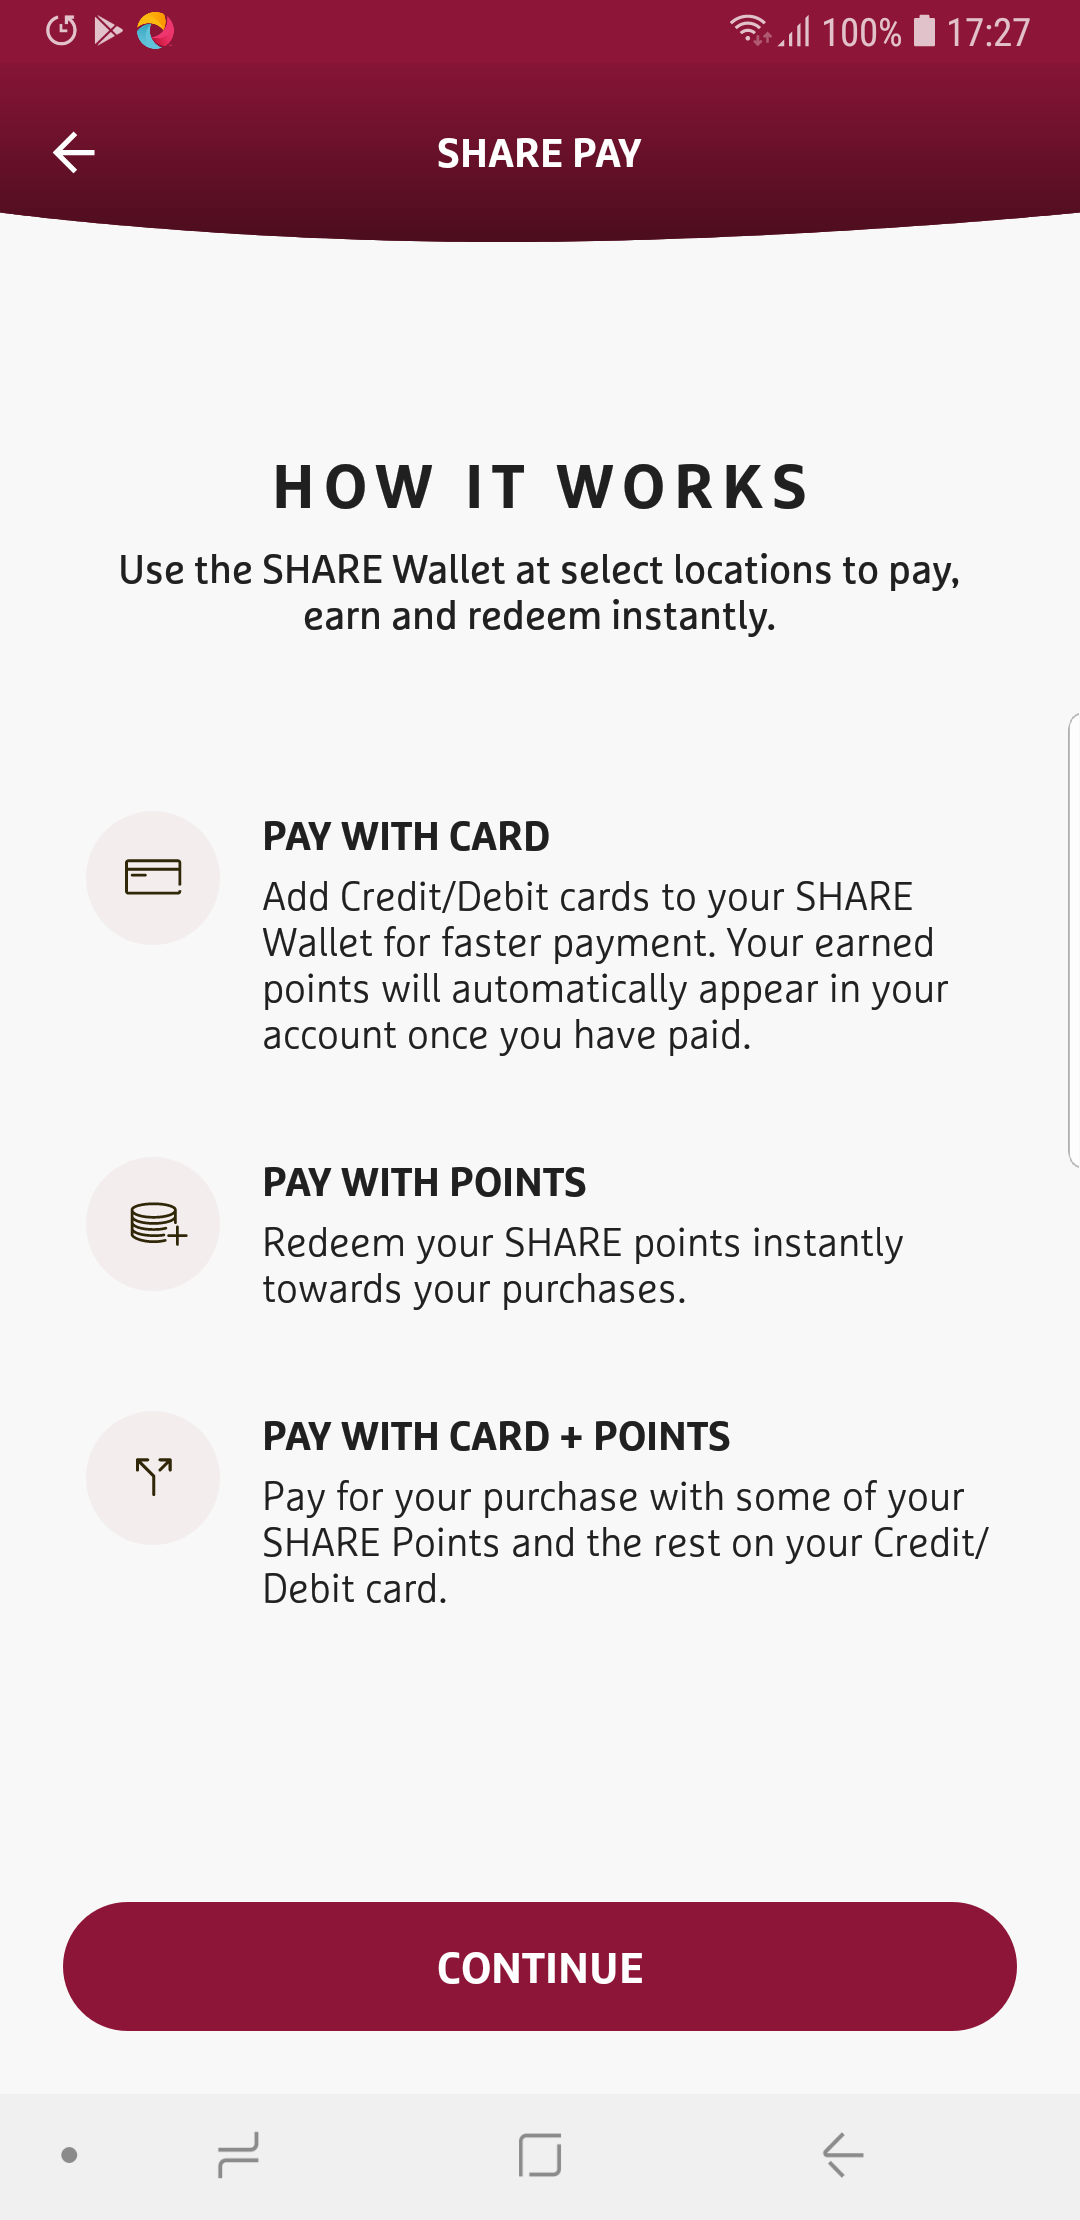 100% 17:27
SHARE PAY
HOW IT WORKS
Use the SHARE Wallet at select locations to pay,
earn and redeem instantly.
PAY WITH CARD
Add Credit/Debit cards to your SHARE
Wallet for faster payment. Your earned
points will automatically appear in your
account once you have paid.
PAY WITH POINTS
Redeem your SHARE points instantly
towards your purchases.
PAY WITH CARD + POINTS
Pay for your purchase with some of your
SHARE Points and the rest on your Credit/
Debit card.
CONTINUE